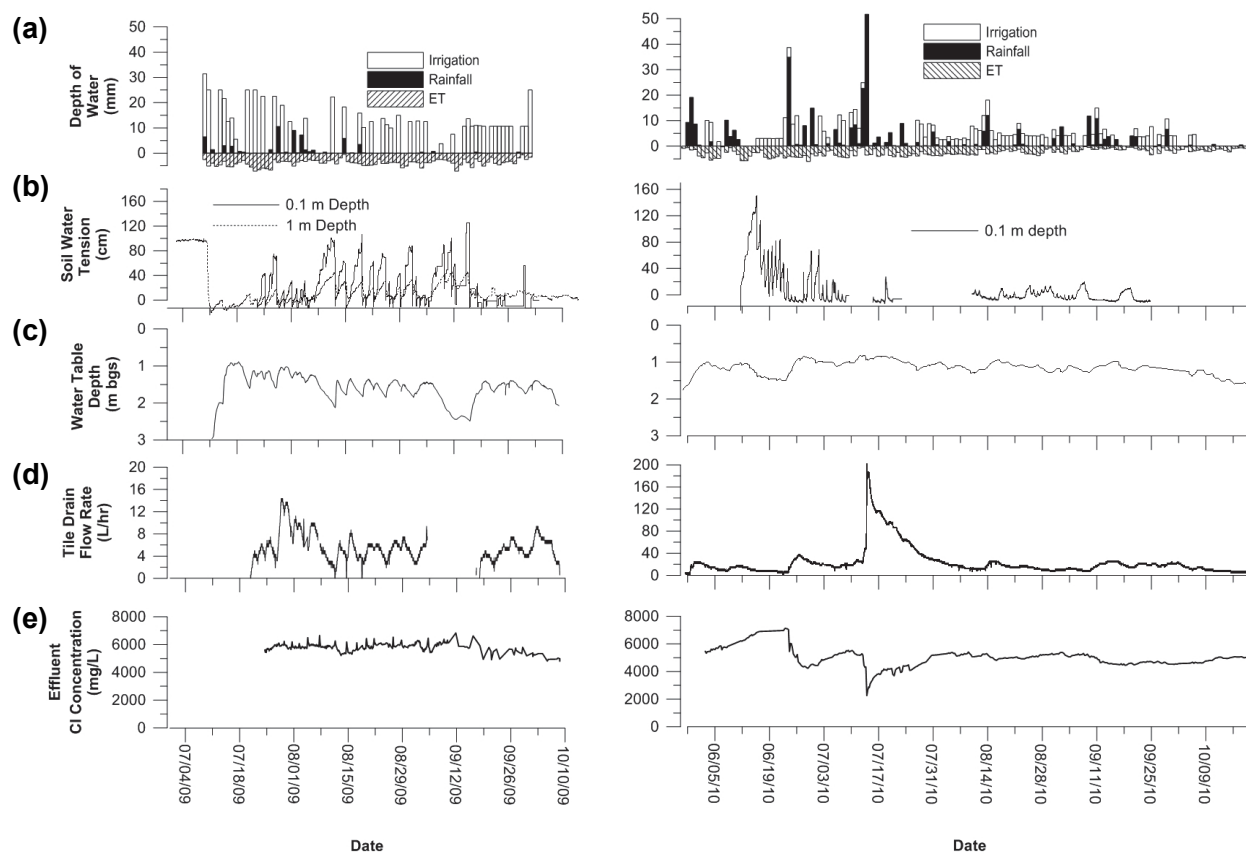 (a)
Depth of
Water
(mm)
50
40
30
20
10
0
Irrigation
Rainfall
ET
50
40
30
20
10
0
Irrigation
Rainfall
ET
(b)
Soil Water
Tension
(cm)
160
120
80
40
0
0.1 m Depth
1 m Depth
160
120
80
40
0
0.1 m depth
(c)
Water Table
Depth
(m bgs)
0
1
2
3
0
1
2
3
(d)
Tile Drain
Flow Rate
(L/hr)
20
16
12
8
4
0
200
160
120
80
40
0
(e)
Effluent
Cl Concentration
(mg/L)
8000
6000
4000
2000
0
8000
6000
4000
2000
0
07/04/09
07/18/09
08/01/09
08/15/09
08/29/09
09/12/09
09/26/09
10/10/09
06/05/10
06/19/10
07/03/10
07/17/10
07/31/10
08/14/10
08/28/10
09/11/10
09/25/10
10/09/10
Date
Date